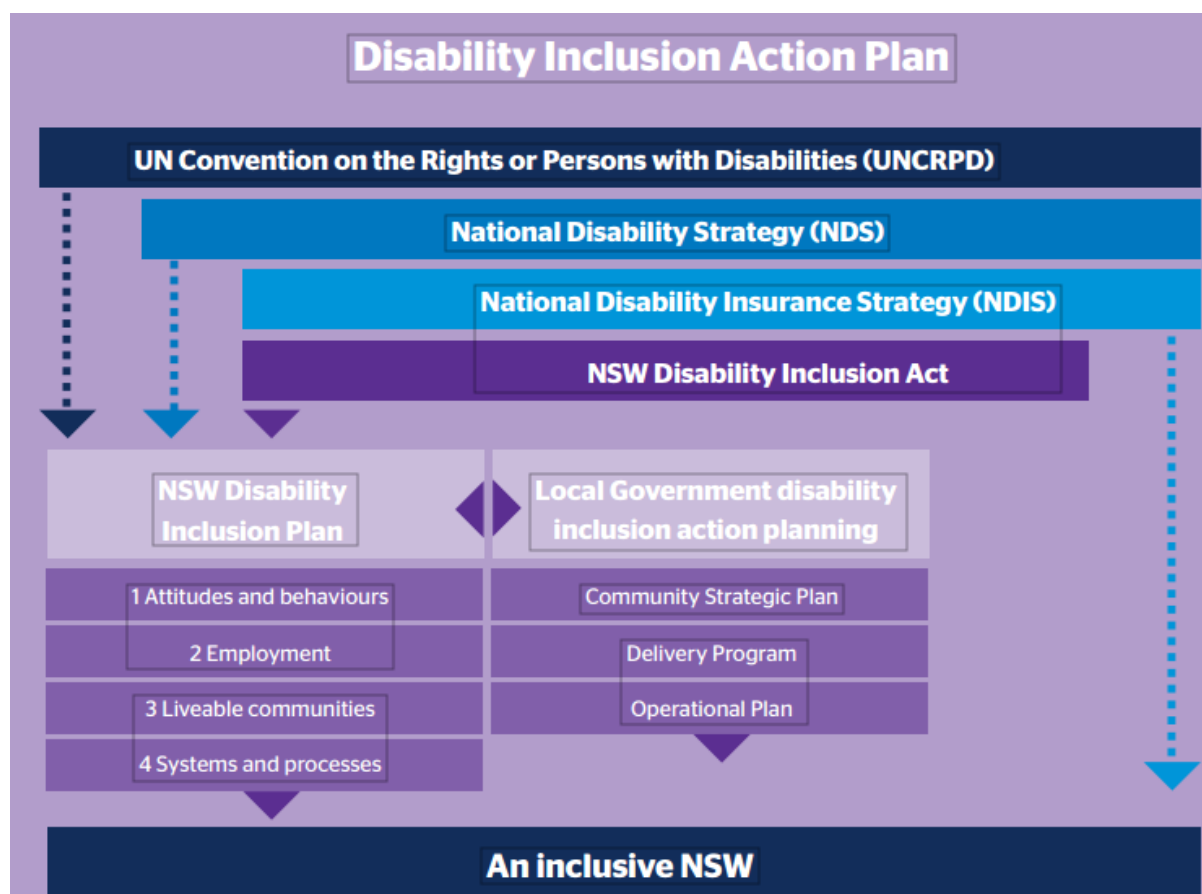 Disability Inclusion Action Plan
UN Convention on the Rights or Persons with Disabilities (UNCRPD)
National Disability Strategy (NDS)
National Disability Insurance Strategy (NDIS)
NSW Disability Inclusion Act
NSW Disability
Inclusion Plan
Local Government disability
inclusion action planning
1 Attitudes and behaviours
2 Employment
3 Liveable communities
4 Systems and processes
Community Strategic Plan
Delivery Program
Operational Plan
An inclusive NSW